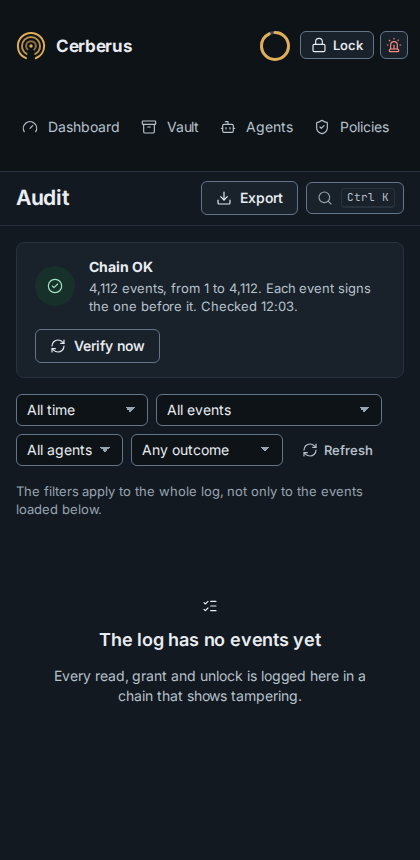 Cerberus
Lock
Dashboard
Vault
Agents
Policies
Audit
Export
Ctrl K
Chain OK
4,112 events, from 1 to 4,112. Each event signs
the one before it. Checked 12:03.
Verify now
All time
All events
All agents
Any outcome
Refresh
The filters apply to the whole log, not only to the events
loaded below.
The log has no events yet
Every read, grant and unlock is logged here in a
chain that shows tampering.